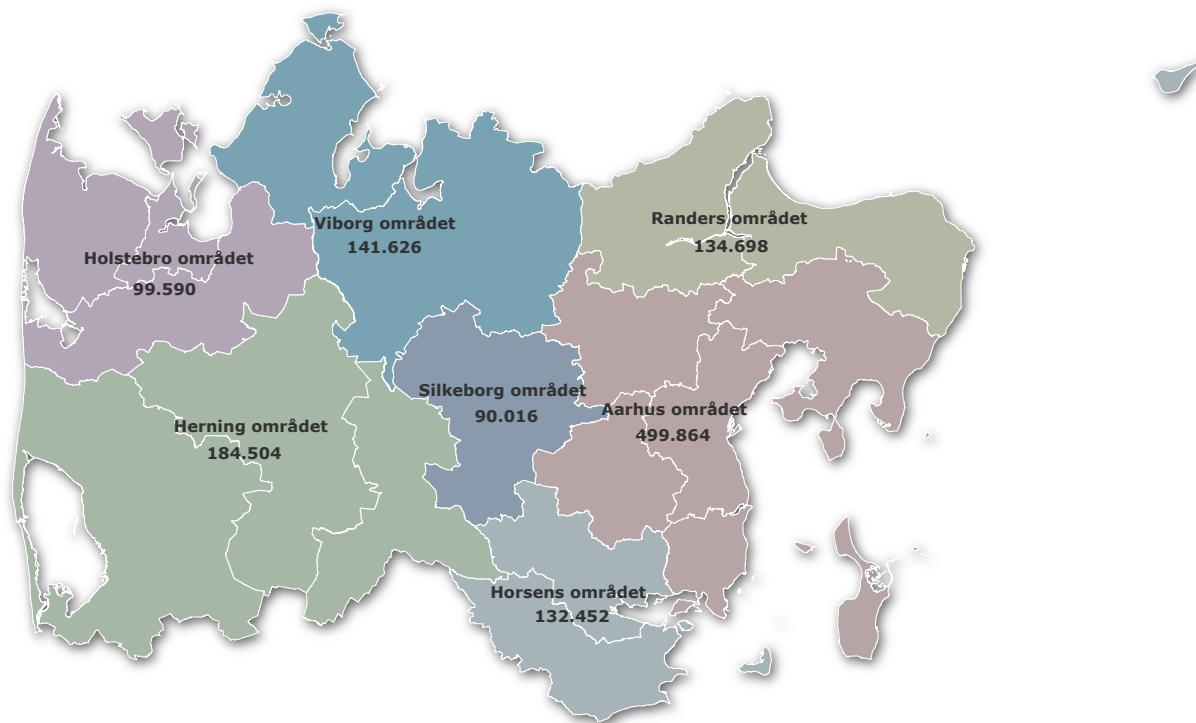 Viborg området
141.626
Randers området
134.698
Holstebro området
99.590
Silkeborg området
90.016
Aarhus området
499.864
Herning området
184.504
Horsens området
132.452